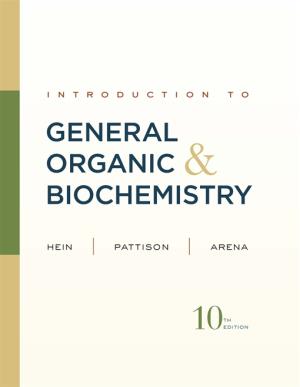 INTRODUCTION TO
GENERAL
ORGANIC &
BIOCHEMISTRY
HEIN | PATTISON | ARENA
10TH
EDITION